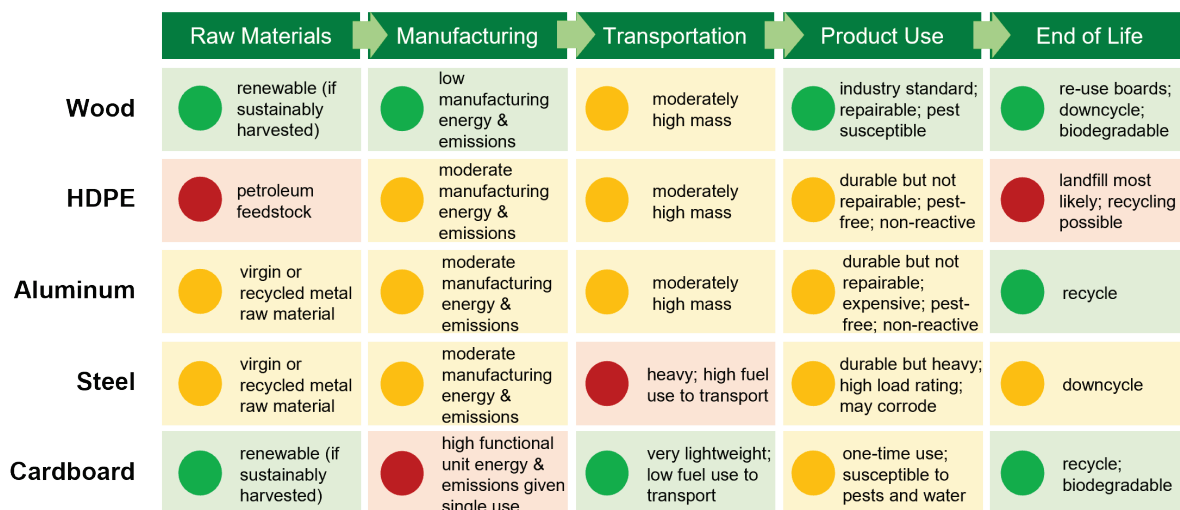 Raw Materials
Manufacturing
Transportation
Product Use
End of Life
Wood
renewable (if
sustainably
harvested)
low
manufacturing
energy &
emissions
moderately
high mass
industry standard;
repairable; pest
susceptible
re-use boards;
downcycle;
biodegradable
HDPE
petroleum
feedstock
moderate
manufacturing
energy &
emissions
moderately
high mass
durable but not
repairable; pest-
free; non-reactive
landfill most
likely; recycling
possible
Aluminum
virgin or
recycled metal
raw material
moderate
manufacturing
energy &
emissions
moderately
high mass
durable but not
repairable;
expensive; pest-
free; non-reactive
recycle
Steel
virgin or
recycled metal
raw material
moderate
manufacturing
energy &
emissions
heavy; high fuel
use to transport
durable but heavy;
high load rating;
may corrode
downcycle
Cardboard
renewable (if
sustainably
harvested)
high functional
unit energy &
emissions given
single use
very lightweight;
low fuel use to
transport
one-time use;
susceptible to
pests and water
recycle;
biodegradable